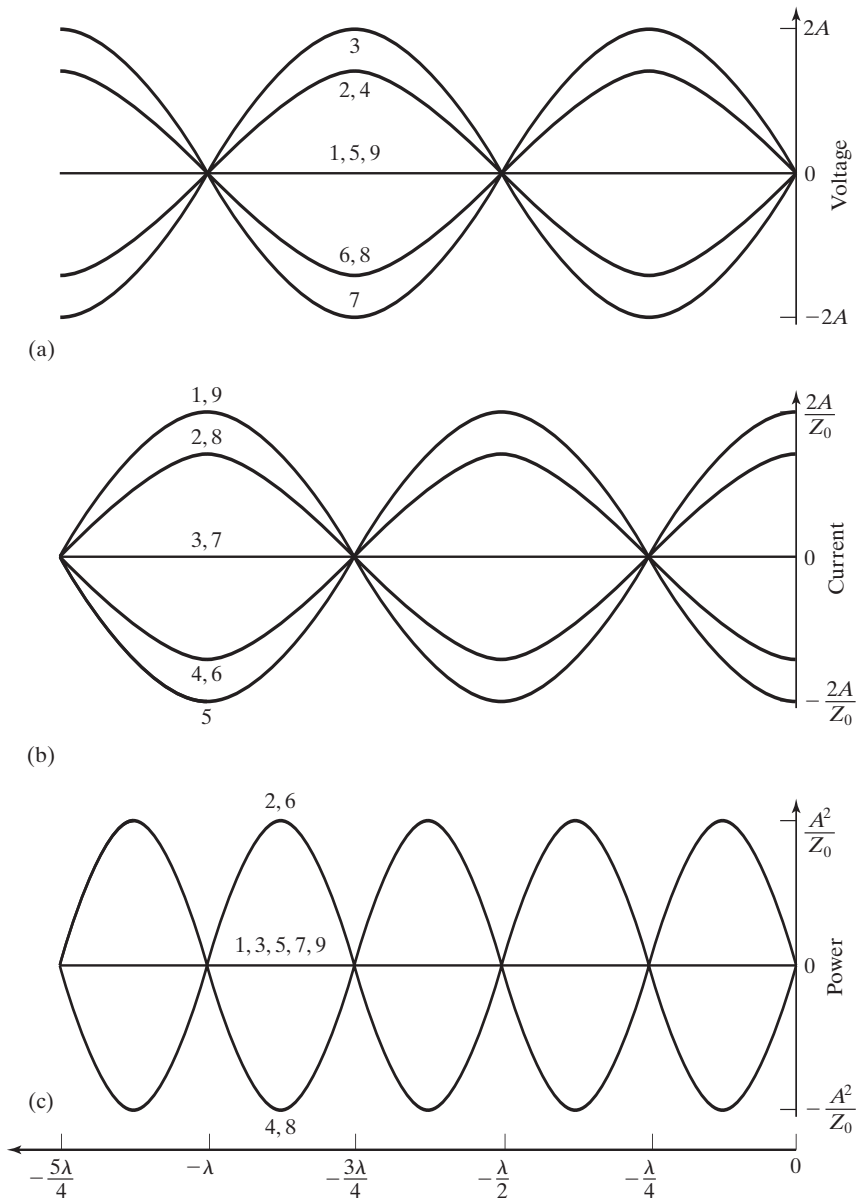 2A
3
2, 4
1, 5, 9
0
Voltage
6, 8
7
−2A
(a)
1, 9
2A/Z₀
2, 8
3, 7
0
Current
4, 6
5
−2A/Z₀
(b)
2, 6
A²/Z₀
1, 3, 5, 7, 9
0
Power
(c)
4, 8
−A²/Z₀
−5λ/4 −λ −3λ/4 −λ/2 −λ/4 0